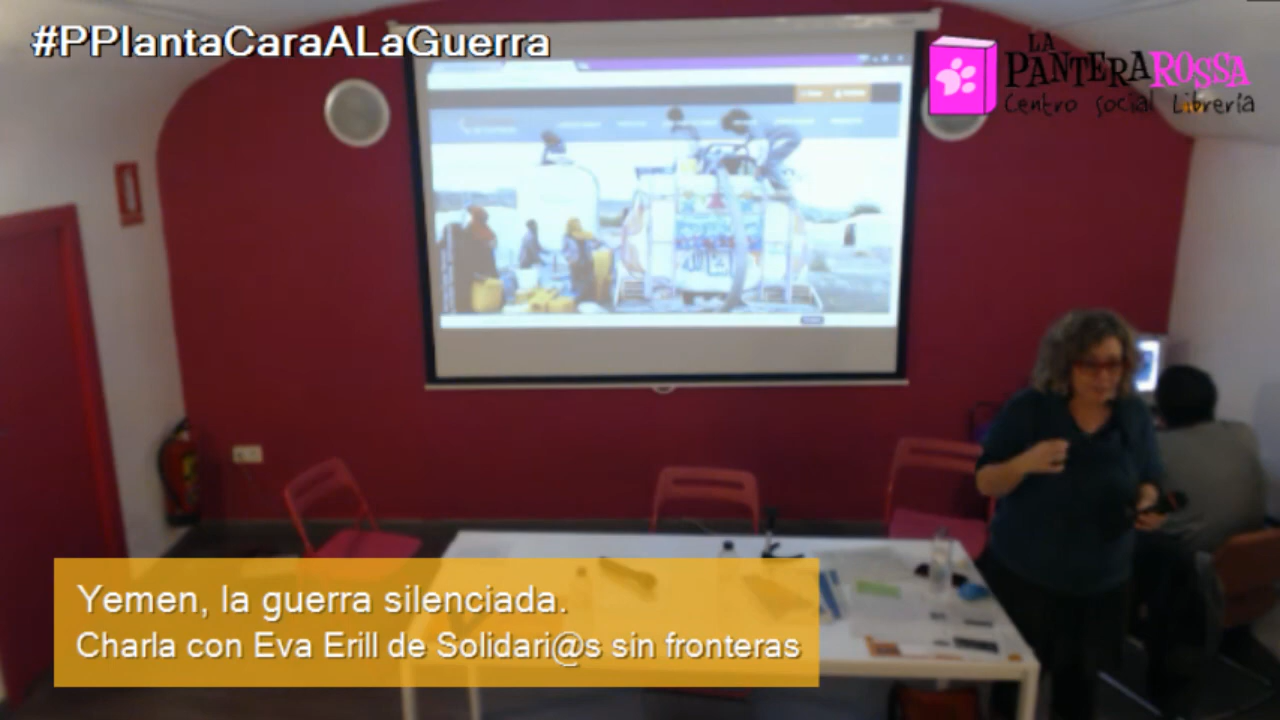 #PPlantaCaraALaGuerra
LA
PANTERA ROSSA
Centro Social Librería
Yemen, la guerra silenciada.
Charla con Eva Erill de Solidari@s sin fronteras